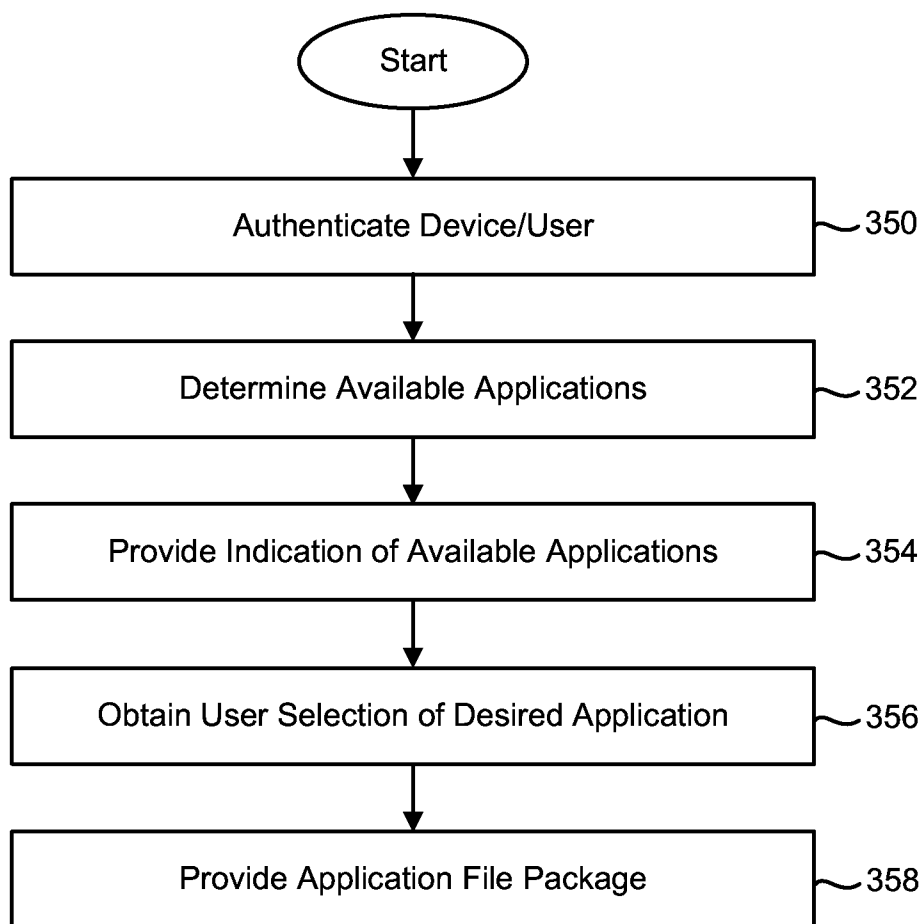 Start
Authenticate Device/User
350
Determine Available Applications
352
Provide Indication of Available Applications
354
Obtain User Selection of Desired Application
356
Provide Application File Package
358